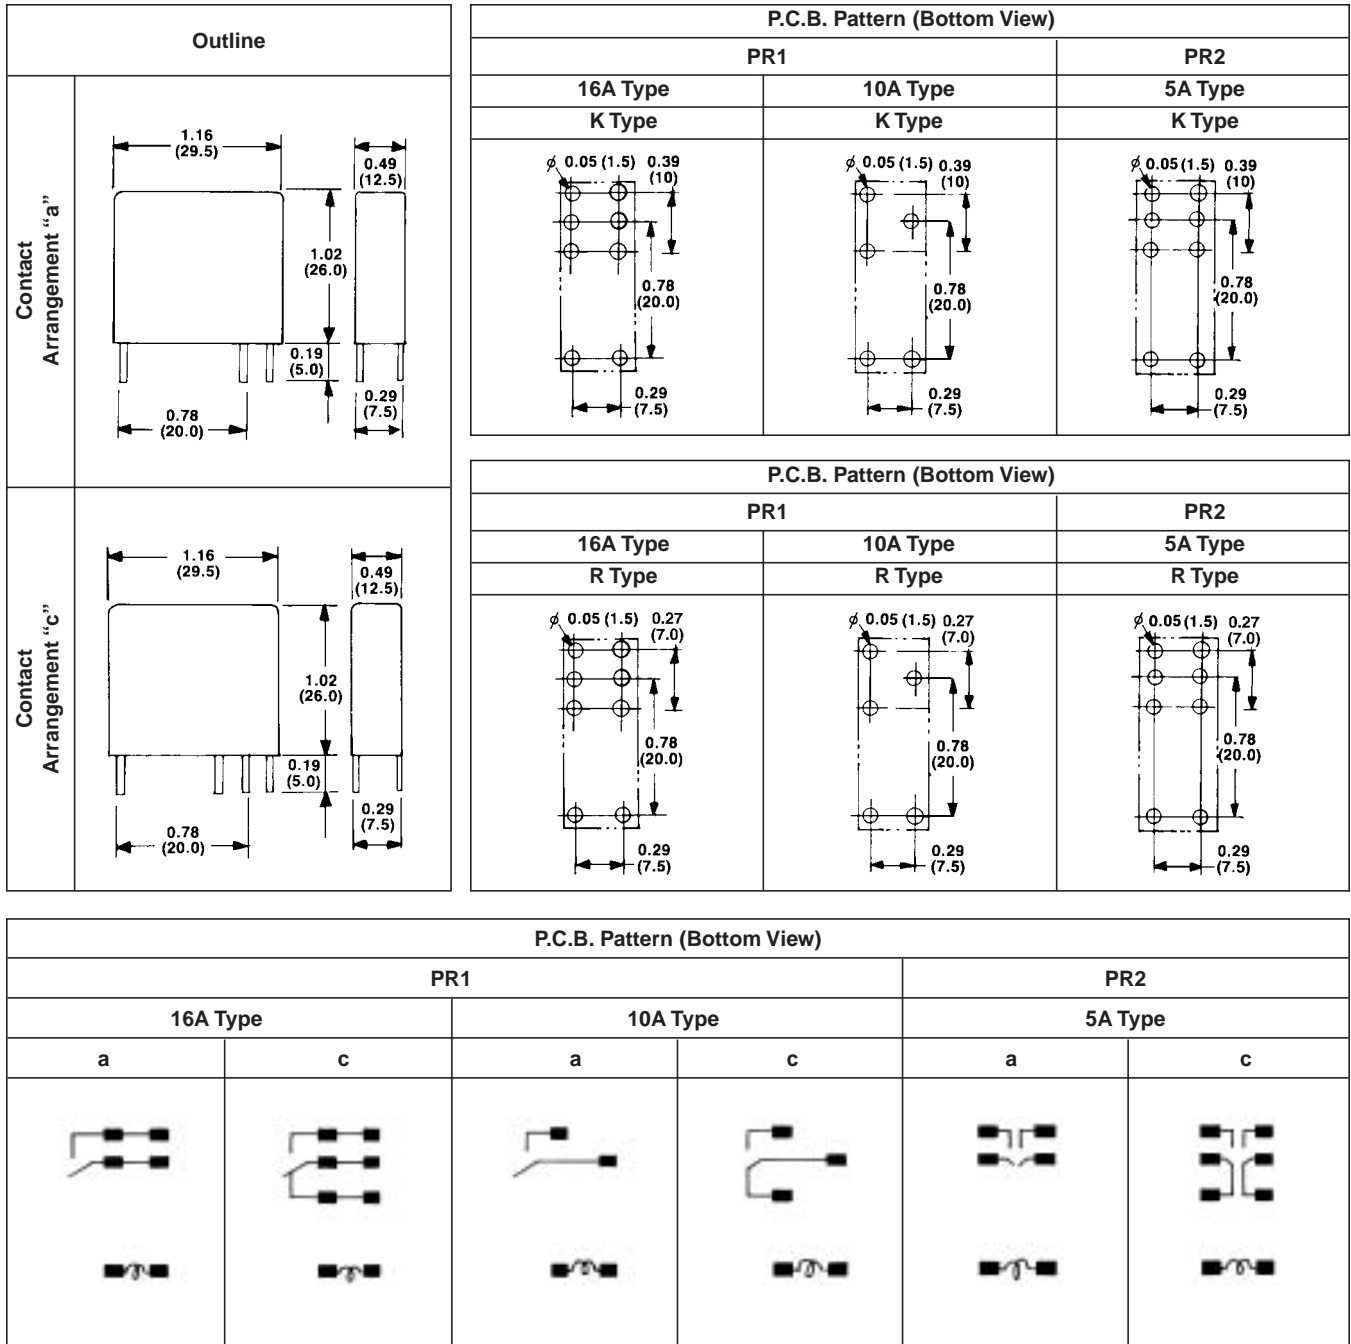 Outline
Contact
Arrangement “a”
1.16
(29.5)
0.49
(12.5)
1.02
(26.0)
0.19
(5.0)
0.78
(20.0)
0.29
(7.5)
Contact
Arrangement “c”
1.16
(29.5)
0.49
(12.5)
1.02
(26.0)
0.19
(5.0)
0.78
(20.0)
0.29
(7.5)
P.C.B. Pattern (Bottom View)
PR1 PR2
16A Type 10A Type 5A Type
K Type K Type K Type
ø 0.05 (1.5) 0.39
(10)
0.78
(20.0)
0.29
(7.5)
ø 0.05 (1.5) 0.39
(10)
0.78
(20.0)
0.29
(7.5)
ø 0.05 (1.5) 0.39
(10)
0.78
(20.0)
0.29
(7.5)
P.C.B. Pattern (Bottom View)
PR1 PR2
16A Type 10A Type 5A Type
R Type R Type R Type
ø 0.05 (1.5) 0.27
(7.0)
0.78
(20.0)
0.29
(7.5)
ø 0.05 (1.5) 0.27
(7.0)
0.78
(20.0)
0.29
(7.5)
ø 0.05 (1.5) 0.27
(7.0)
0.78
(20.0)
0.29
(7.5)
P.C.B. Pattern (Bottom View)
PR1 PR2
16A Type 10A Type 5A Type
a c a c a c